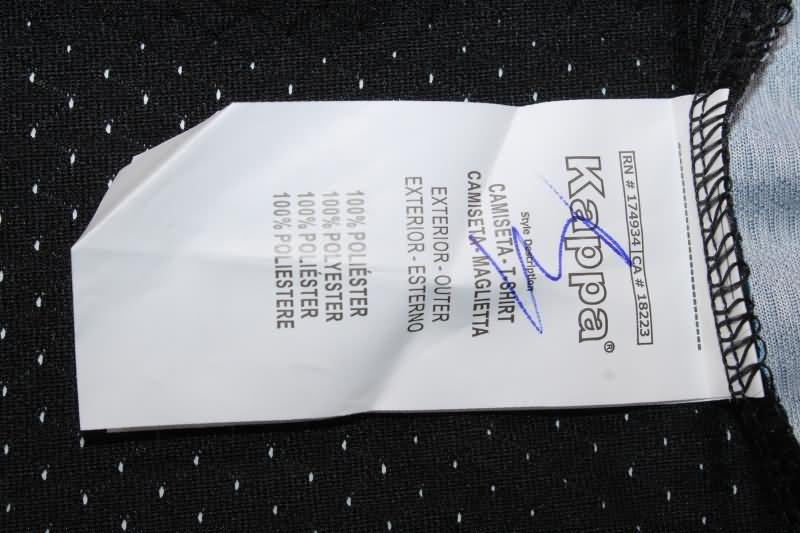 RN # 174934 CA # 18223
Kappa®
Style Description
CAMISETA - T-SHIRT
CAMISETA - MAGLIETTA
EXTERIOR - OUTER
EXTERIOR - ESTERNO
100% POLIÉSTER
100% POLYESTER
100% POLIÉSTER
100% POLIESTERE